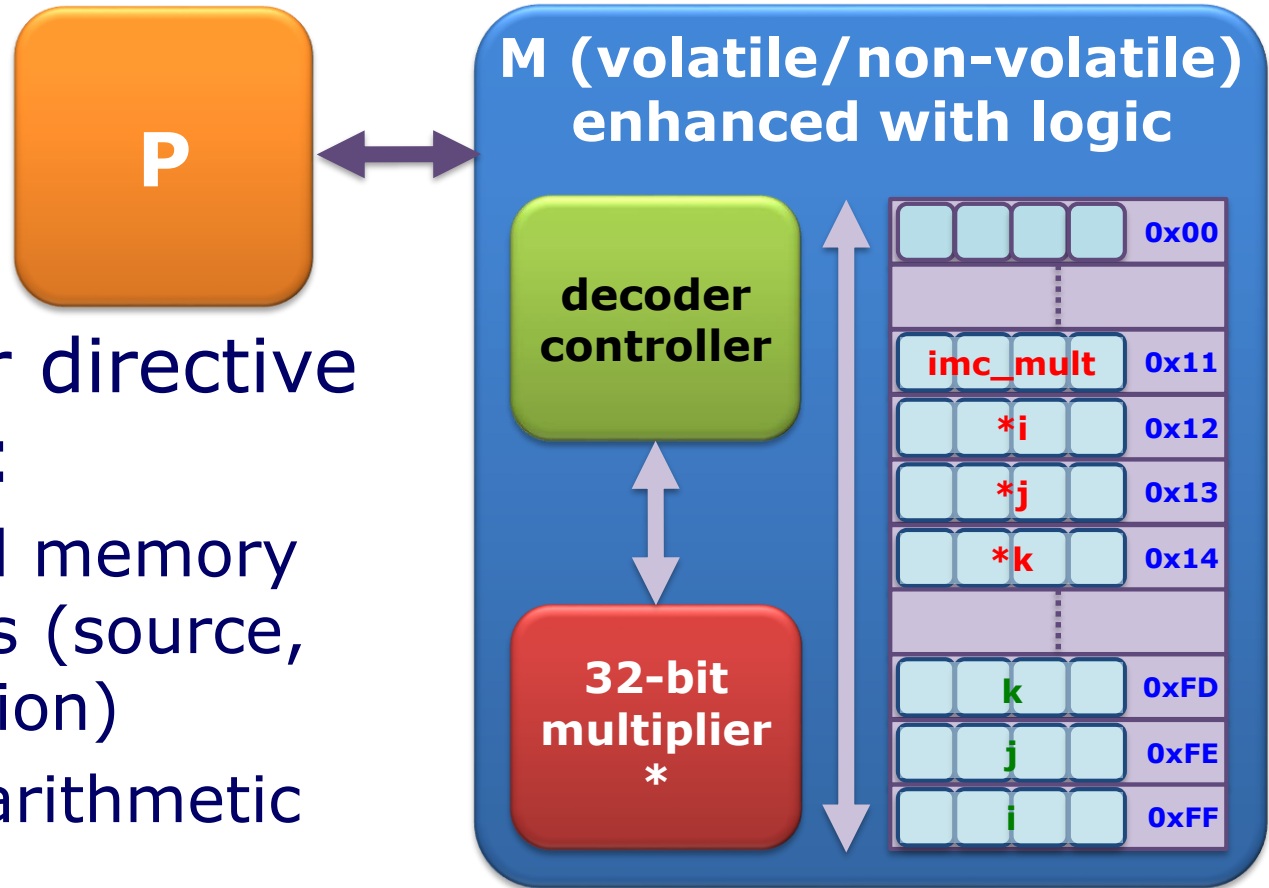 P
r directive
:
l memory
s (source,
ion)
arithmetic
M (volatile/non-volatile)
enhanced with logic
decoder
controller
32-bit
multiplier
*
0x00
imc_mult 0x11
*i 0x12
*j 0x13
*k 0x14
k 0xFD
j 0xFE
i 0xFF